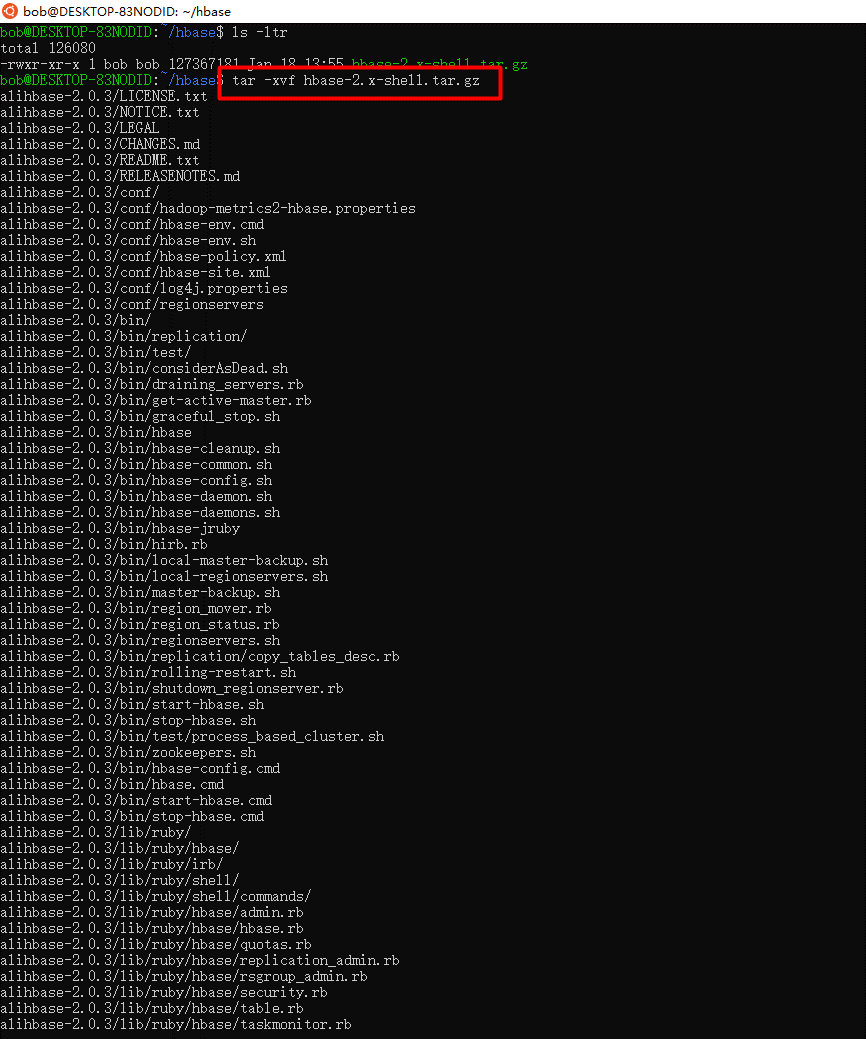 bob@DESKTOP-83NODID: ~/hbase
bob@DESKTOP-83NODID:~/hbase$ ls -ltr
total 126080
-rwxr-xr-x 1 bob bob 127367181 Jan 18 13:55 hbase-2.x-shell.tar.gz
bob@DESKTOP-83NODID:~/hbase$ tar -xvf hbase-2.x-shell.tar.gz
alihbase-2.0.3/LICENSE.txt
alihbase-2.0.3/NOTICE.txt
alihbase-2.0.3/LEGAL
alihbase-2.0.3/CHANGES.md
alihbase-2.0.3/README.txt
alihbase-2.0.3/RELEASENOTES.md
alihbase-2.0.3/conf/
alihbase-2.0.3/conf/hadoop-metrics2-hbase.properties
alihbase-2.0.3/conf/hbase-env.cmd
alihbase-2.0.3/conf/hbase-env.sh
alihbase-2.0.3/conf/hbase-policy.xml
alihbase-2.0.3/conf/hbase-site.xml
alihbase-2.0.3/conf/log4j.properties
alihbase-2.0.3/conf/regionservers
alihbase-2.0.3/bin/
alihbase-2.0.3/bin/replication/
alihbase-2.0.3/bin/test/
alihbase-2.0.3/bin/considerAsDead.sh
alihbase-2.0.3/bin/draining_servers.rb
alihbase-2.0.3/bin/get-active-master.rb
alihbase-2.0.3/bin/graceful_stop.sh
alihbase-2.0.3/bin/hbase
alihbase-2.0.3/bin/hbase-cleanup.sh
alihbase-2.0.3/bin/hbase-common.sh
alihbase-2.0.3/bin/hbase-config.sh
alihbase-2.0.3/bin/hbase-daemon.sh
alihbase-2.0.3/bin/hbase-daemons.sh
alihbase-2.0.3/bin/hbase-jruby
alihbase-2.0.3/bin/hirb.rb
alihbase-2.0.3/bin/local-master-backup.sh
alihbase-2.0.3/bin/local-regionservers.sh
alihbase-2.0.3/bin/master-backup.sh
alihbase-2.0.3/bin/region_mover.rb
alihbase-2.0.3/bin/region_status.rb
alihbase-2.0.3/bin/regionservers.sh
alihbase-2.0.3/bin/replication/copy_tables_desc.rb
alihbase-2.0.3/bin/rolling-restart.sh
alihbase-2.0.3/bin/shutdown_regionserver.rb
alihbase-2.0.3/bin/start-hbase.sh
alihbase-2.0.3/bin/stop-hbase.sh
alihbase-2.0.3/bin/test/process_based_cluster.sh
alihbase-2.0.3/bin/zookeepers.sh
alihbase-2.0.3/bin/hbase-config.cmd
alihbase-2.0.3/bin/hbase.cmd
alihbase-2.0.3/bin/start-hbase.cmd
alihbase-2.0.3/bin/stop-hbase.cmd
alihbase-2.0.3/lib/ruby/
alihbase-2.0.3/lib/ruby/hbase/
alihbase-2.0.3/lib/ruby/irb/
alihbase-2.0.3/lib/ruby/shell/
alihbase-2.0.3/lib/ruby/shell/commands/
alihbase-2.0.3/lib/ruby/hbase/admin.rb
alihbase-2.0.3/lib/ruby/hbase/hbase.rb
alihbase-2.0.3/lib/ruby/hbase/quotas.rb
alihbase-2.0.3/lib/ruby/hbase/replication_admin.rb
alihbase-2.0.3/lib/ruby/hbase/rsgroup_admin.rb
alihbase-2.0.3/lib/ruby/hbase/security.rb
alihbase-2.0.3/lib/ruby/hbase/table.rb
alihbase-2.0.3/lib/ruby/hbase/taskmonitor.rb